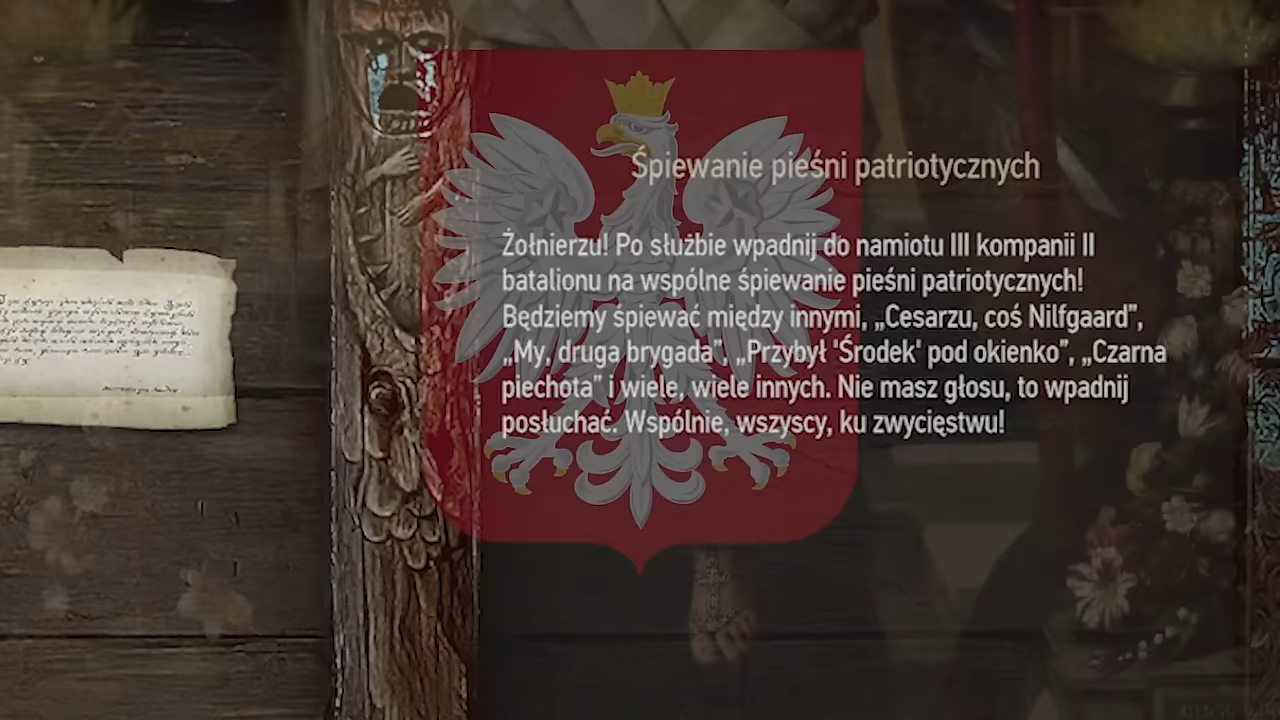 Śpiewanie pieśni patriotycznych
Żołnierzu! Po służbie wpadnij do namiotu III kompanii II
batalionu na wspólne śpiewanie pieśni patriotycznych!
Będziemy śpiewać między innymi, „Cesarzu, coś Nilfgaard”,
„My, druga brygada”, „Przybył 'Środek' pod okienko”, „Czarna
piechota” i wiele, wiele innych. Nie masz głosu, to wpadnij
posłuchać. Wspólnie, wszyscy, ku zwycięstwu!